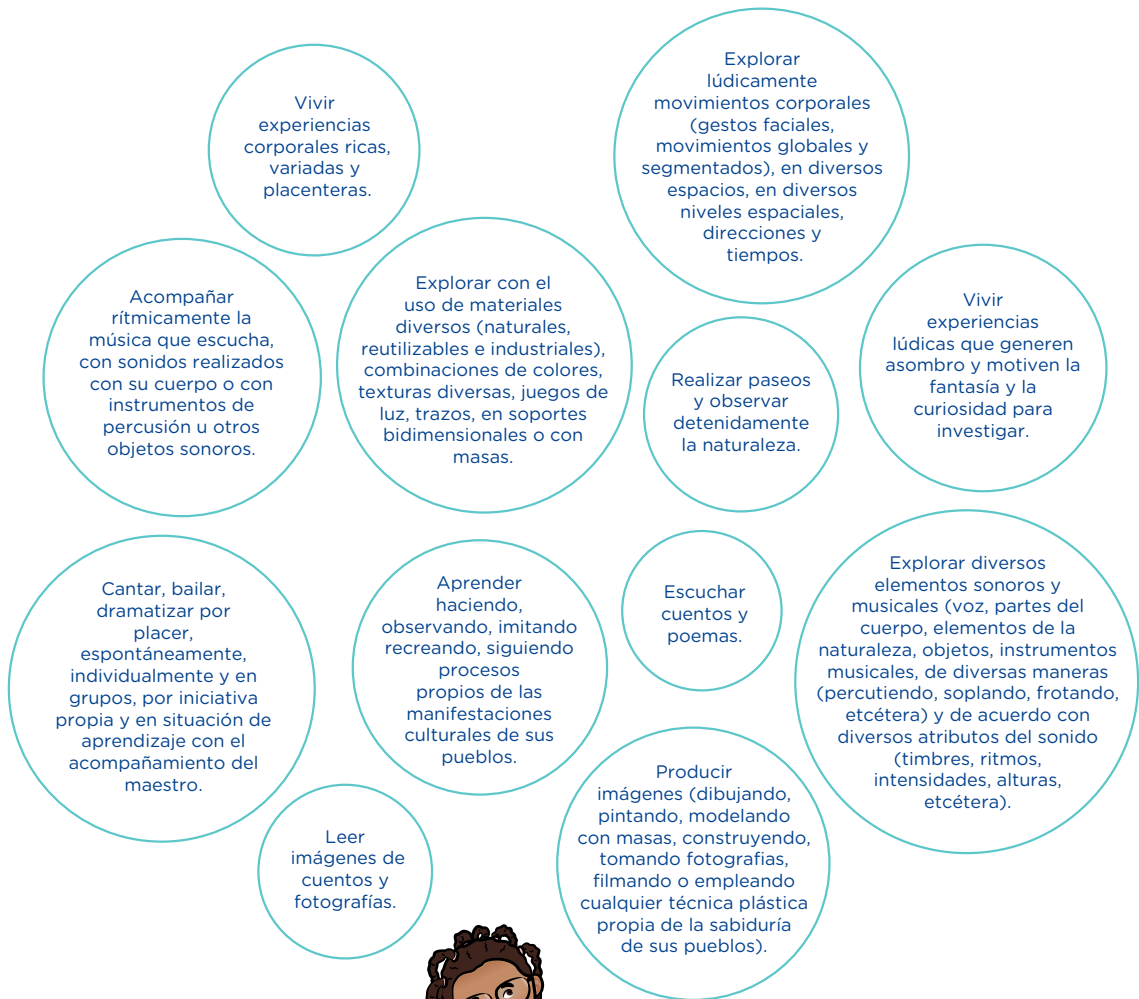 Vivir
experiencias
corporales ricas,
variadas y
placenteras.
Explorar
lúdicamente
movimientos corporales
(gestos faciales,
movimientos globales y
segmentados), en diversos
espacios, en diversos
niveles espaciales,
direcciones y
tiempos.
Acompañar
rítmicamente la
música que escucha,
con sonidos realizados
con su cuerpo o con
instrumentos de
percusión u otros
objetos sonoros.
Explorar con el
uso de materiales
diversos (naturales,
reutilizables e industriales),
combinaciones de colores,
texturas diversas, juegos de
luz, trazos, en soportes
bidimensionales o con
masas.
Realizar paseos
y observar
detenidamente
la naturaleza.
Vivir
experiencias
lúdicas que generen
asombro y motiven la
fantasía y la
curiosidad para
investigar.
Cantar, bailar,
dramatizar por
placer,
espontáneamente,
individualmente y en
grupos, por iniciativa
propia y en situación de
aprendizaje con el
acompañamiento del
maestro.
Aprender
haciendo,
observando, imitando
recreando, siguiendo
procesos
propios de las
manifestaciones
culturales de sus
pueblos.
Escuchar
cuentos y
poemas.
Explorar diversos
elementos sonoros y
musicales (voz, partes del
cuerpo, elementos de la
naturaleza, objetos, instrumentos
musicales, de diversas maneras
(percutiendo, soplando, frotando,
etcétera) y de acuerdo con
diversos atributos del sonido
(timbres, ritmos,
intensidades, alturas,
etcétera).
Leer
imágenes de
cuentos y
fotografías.
Producir
imágenes (dibujando,
pintando, modelando
con masas, construyendo,
tomando fotografias,
filmando o empleando
cualquier técnica plástica
propia de la sabiduría
de sus pueblos).